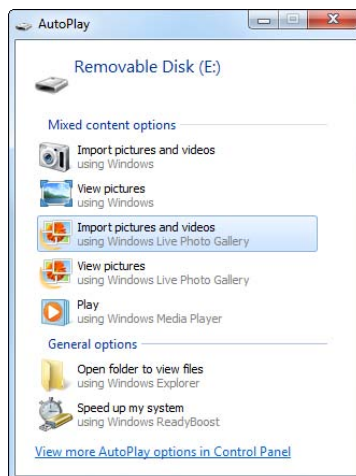 AutoPlay
Removable Disk (E:)
Mixed content options
Import pictures and videos
using Windows
View pictures
using Windows
Import pictures and videos
using Windows Live Photo Gallery
View pictures
using Windows Live Photo Gallery
Play
using Windows Media Player
General options
Open folder to view files
using Windows Explorer
Speed up my system
using Windows ReadyBoost
View more AutoPlay options in Control Panel